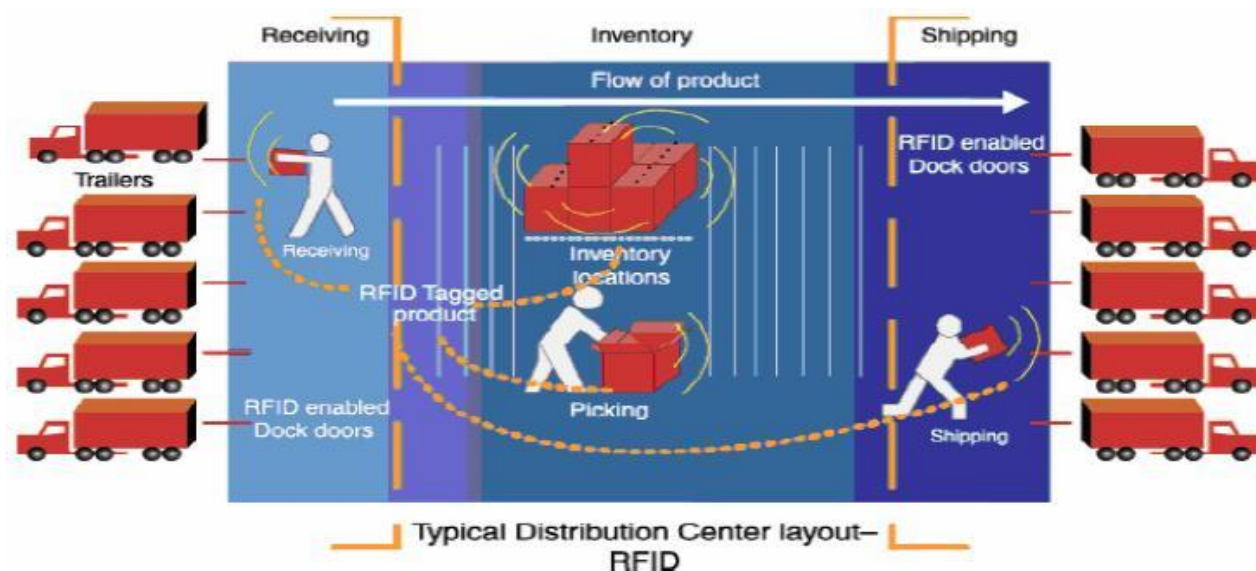 Receiving
Inventory
Shipping
Flow of product
RFID enabled
Dock doors
Trailers
Receiving
Inventory
locations
RFID Tagged
product
RFID enabled
Dock doors
Picking
Shipping
Typical Distribution Center layout–
RFID